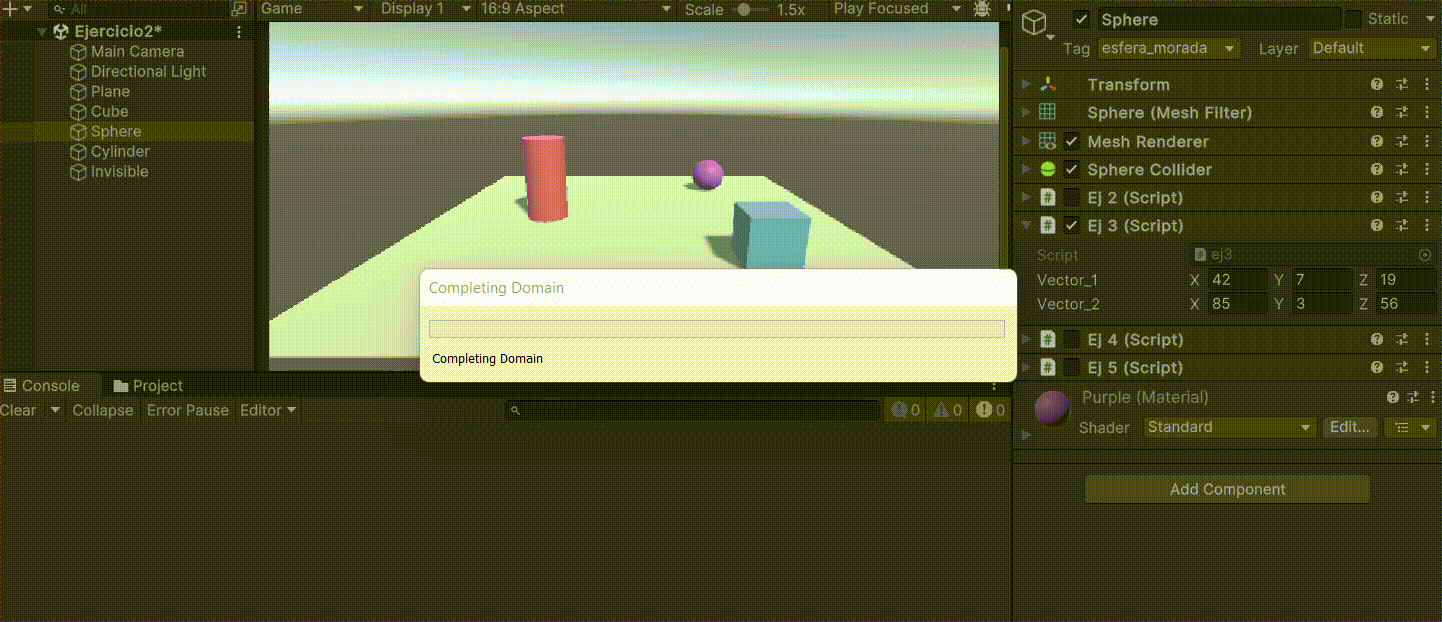 All
Game
Display 1
16:9 Aspect
Scale
1.5x
Play Focused
Ejercicio2*
Main Camera
Directional Light
Plane
Cube
Sphere
Cylinder
Invisible
Completing Domain
Completing Domain
Console
Project
Clear
Collapse
Error Pause
Editor
0
0
0
Sphere
Static
Tag
esfera_morada
Layer
Default
Transform
Sphere (Mesh Filter)
Mesh Renderer
Sphere Collider
Ej 2 (Script)
Ej 3 (Script)
Script
ej3
Vector_1
X 42 Y 7 Z 19
Vector_2
X 85 Y 3 Z 56
Ej 4 (Script)
Ej 5 (Script)
Purple (Material)
Shader
Standard
Edit...
Add Component